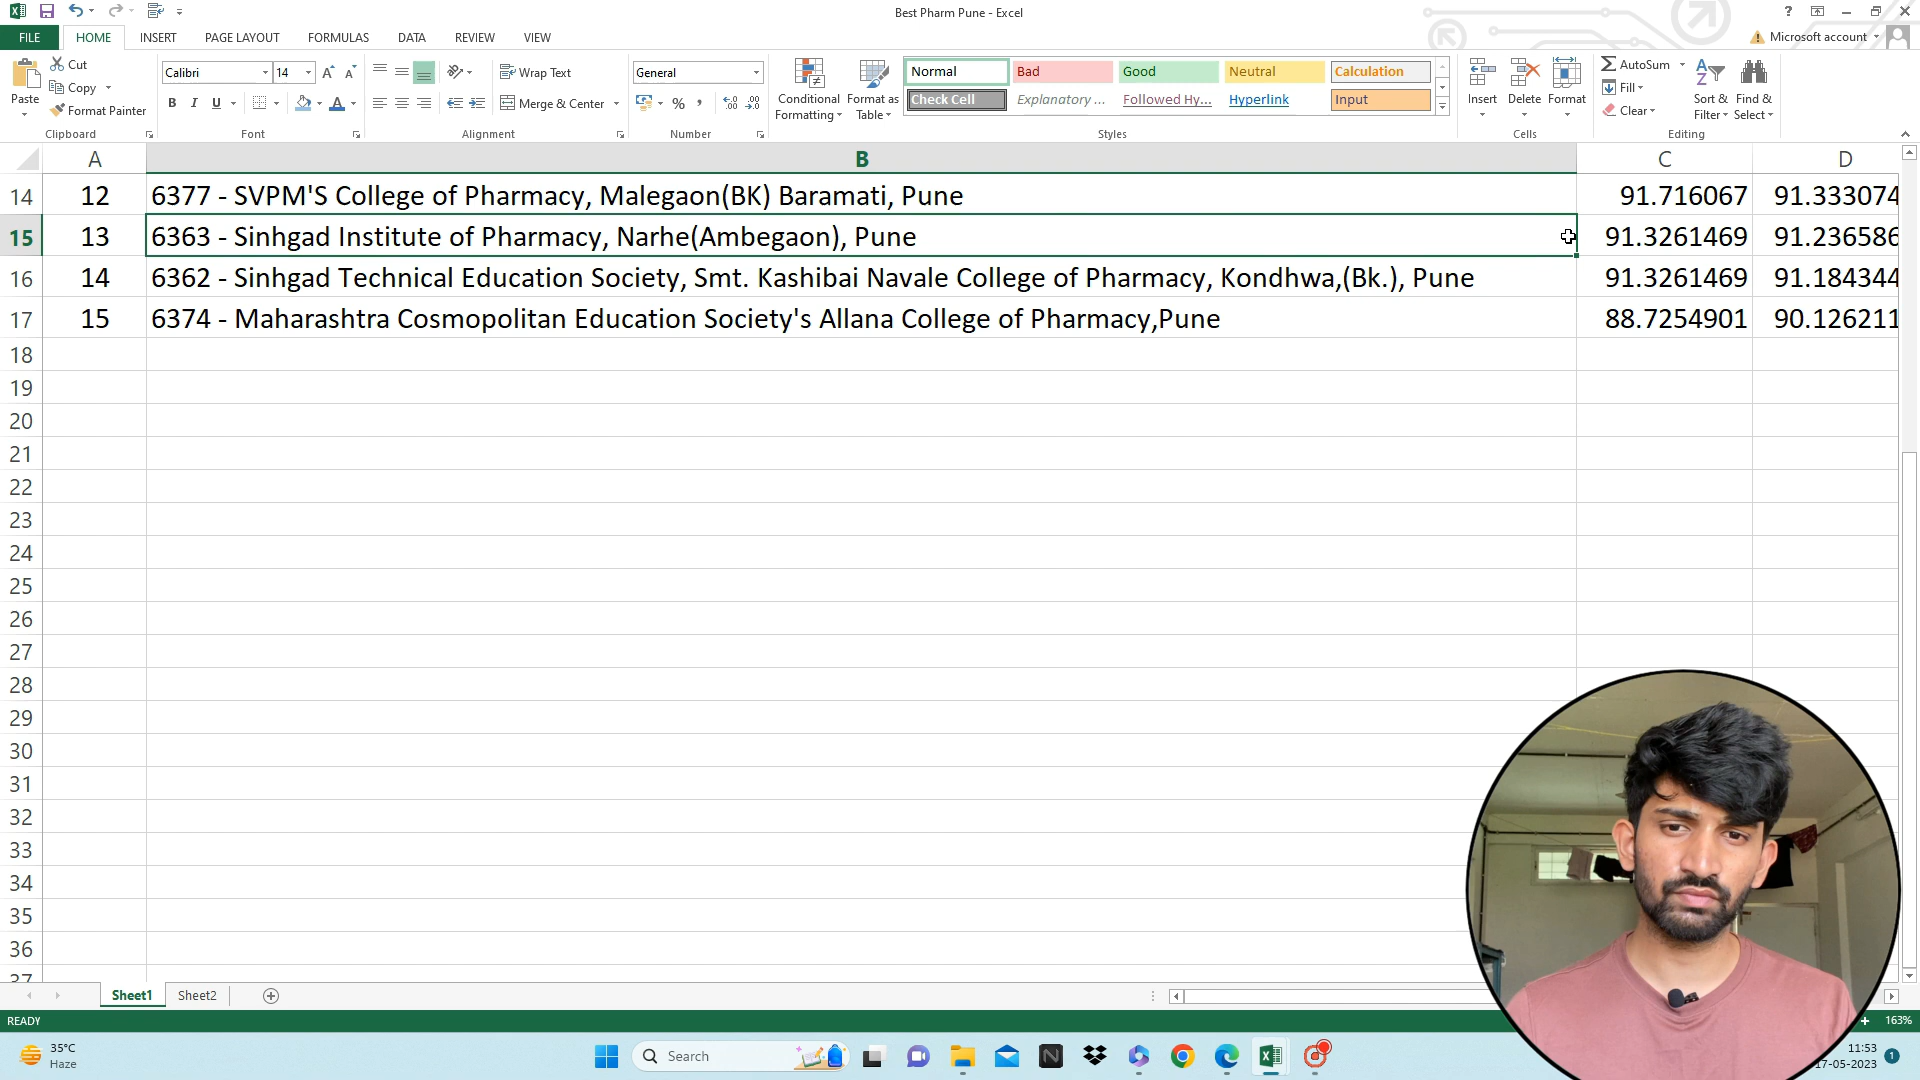 Best Pharm Pune - Excel
?
Microsoft account
FILE HOME INSERT PAGE LAYOUT FORMULAS DATA REVIEW VIEW
Paste
Cut
Copy
Format Painter
Clipboard
Calibri 14
B I U
Font
Wrap Text
Merge & Center
Alignment
General
%
Number
Conditional Formatting
Format as Table
Normal Bad Good Neutral Calculation
Check Cell Explanatory ... Followed Hy... Hyperlink Input
Styles
Insert Delete Format
Cells
AutoSum
Fill
Clear
Sort & Filter
Find & Select
Editing
A B C D
14 12 6377 - SVPM'S College of Pharmacy, Malegaon(BK) Baramati, Pune 91.716067 91.333074
15 13 6363 - Sinhgad Institute of Pharmacy, Narhe(Ambegaon), Pune 91.3261469 91.236586
16 14 6362 - Sinhgad Technical Education Society, Smt. Kashibai Navale College of Pharmacy, Kondhwa,(Bk.), Pune 91.3261469 91.184344
17 15 6374 - Maharashtra Cosmopolitan Education Society's Allana College of Pharmacy,Pune 88.7254901 90.126211
18
19
20
21
22
23
24
25
26
27
28
29
30
31
32
33
34
35
36
37
Sheet1 Sheet2
READY
163%
35°C
Haze
Search
11:53
17-05-2023
1